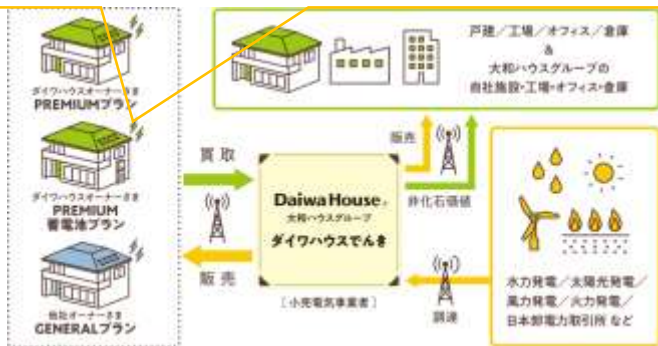 ダイワハウスオーナーさま
PREMIUMプラン
ダイワハウスオーナーさま
PREMIUM
蓄電池プラン
他社オーナーさま
GENERALプラン
買取
販売
DaiwaHouse®
大和ハウスグループ
ダイワハウスでんき
[小売電気事業者]
戸建/工場/オフィス/倉庫
&
大和ハウスグループの
自社施設・工場・オフィス・倉庫
販売
非化石価値
調達
水力発電/太陽光発電/
風力発電/火力発電/
日本卸電力取引所 など